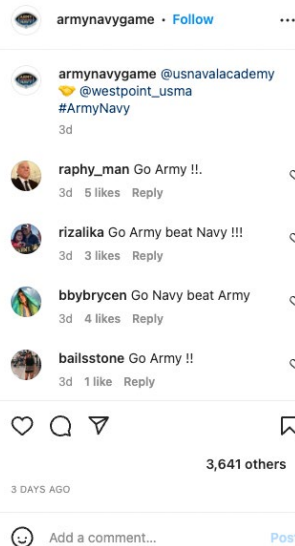 armynavygame • Follow
armynavygame @usnavalacademy
🤝 @westpoint_usma
#ArmyNavy
3d
raphy_man Go Army !!.
3d 5 likes Reply
rizalika Go Army beat Navy !!!
3d 3 likes Reply
bbybrycen Go Navy beat Army
3d 4 likes Reply
bailsstone Go Army !!
3d 1 like Reply
3,641 others
3 DAYS AGO
Add a comment...
Pos